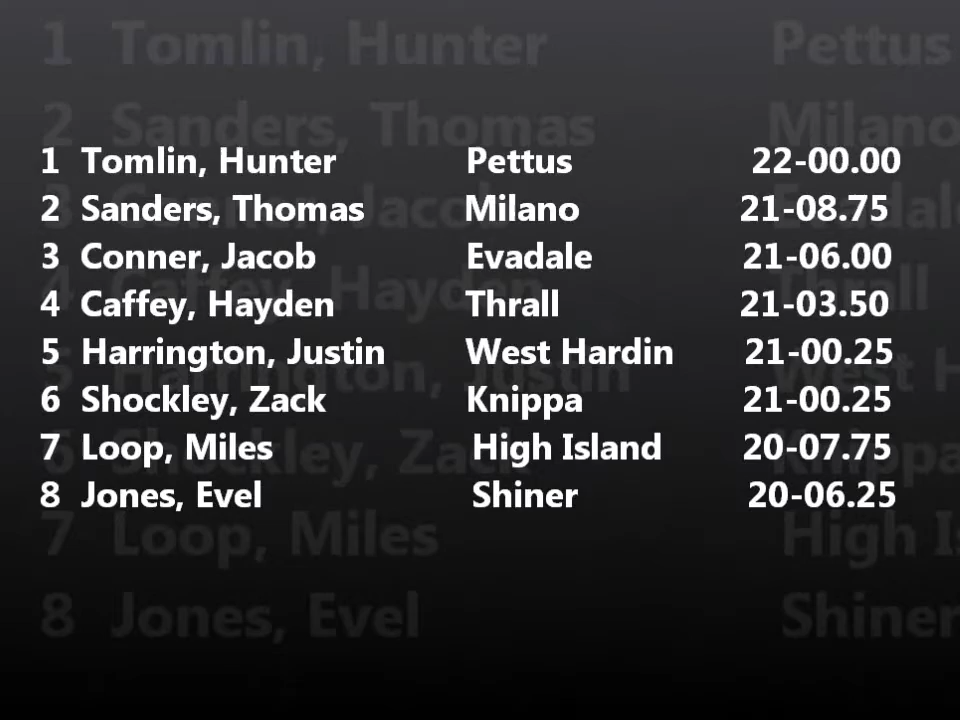 1 Tomlin, Hunter Pettus 22-00.00
2 Sanders, Thomas Milano 21-08.75
3 Conner, Jacob Evadale 21-06.00
4 Caffey, Hayden Thrall 21-03.50
5 Harrington, Justin West Hardin 21-00.25
6 Shockley, Zack Knippa 21-00.25
7 Loop, Miles High Island 20-07.75
8 Jones, Evel Shiner 20-06.25